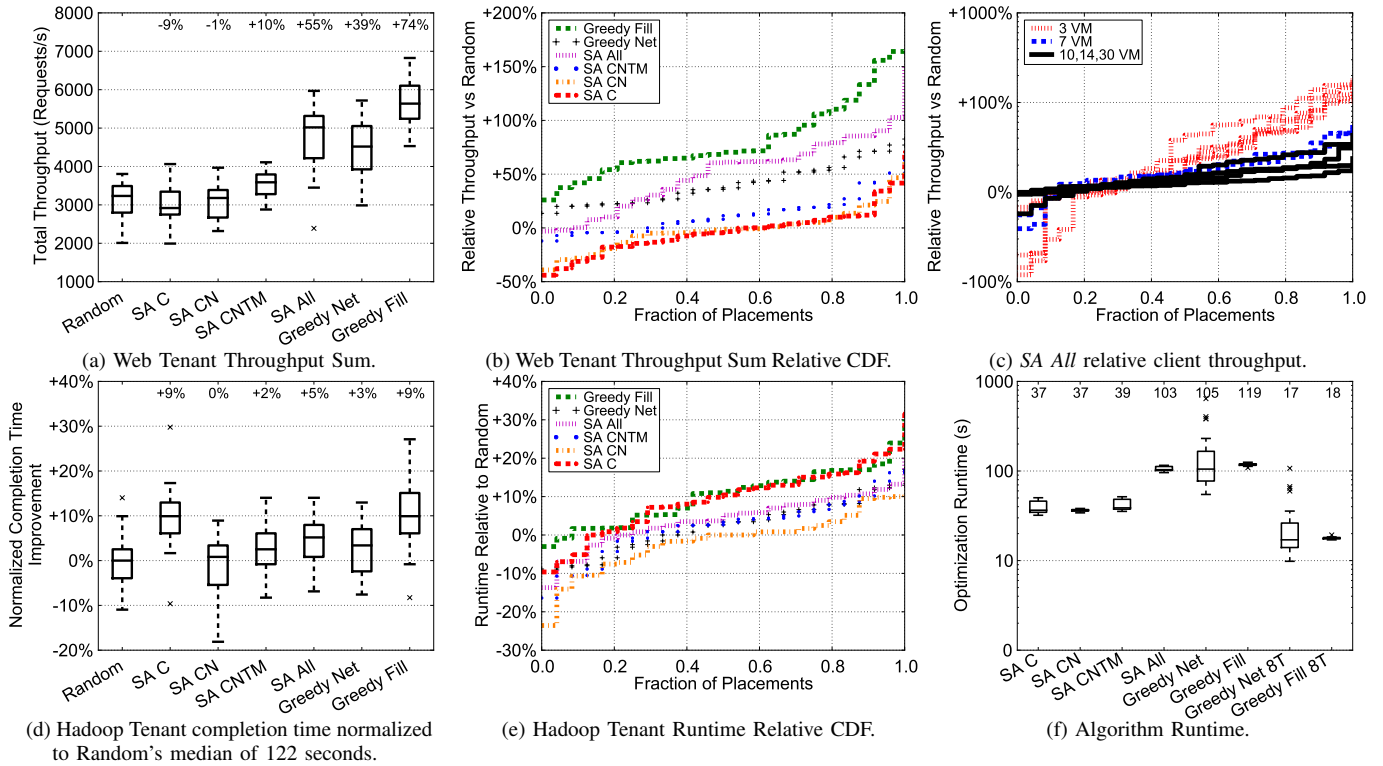 -9% -1% +10% +55% +39% +74%
8000
7000
6000
5000
4000
3000
2000
1000
Total Throughput (Requests/s)
Random
SA C
SA CN
SA CNTM
SA All
Greedy Net
Greedy Fill
(a) Web Tenant Throughput Sum.
+200%
+150%
+100%
+50%
0%
-50%
Relative Throughput vs Random
Greedy Fill
Greedy Net
SA All
SA CNTM
SA CN
SA C
0.0 0.2 0.4 0.6 0.8 1.0
Fraction of Placements
(b) Web Tenant Throughput Sum Relative CDF.
+1000%
+100%
0%
-100%
Relative Throughput vs Random
3 VM
7 VM
10,14,30 VM
0.0 0.2 0.4 0.6 0.8 1.0
Fraction of Placements
(c) SA All relative client throughput.
+9% 0% +2% +5% +3% +9%
+40%
+30%
+20%
+10%
0%
-10%
-20%
Normalized Completion Time
Improvement
Random
SA C
SA CN
SA CNTM
SA All
Greedy Net
Greedy Fill
(d) Hadoop Tenant completion time normalized
to Random's median of 122 seconds.
+40%
+30%
+20%
+10%
0%
-10%
-20%
-30%
Runtime Relative to Random
Greedy Fill
Greedy Net
SA All
SA CNTM
SA CN
SA C
0.0 0.2 0.4 0.6 0.8 1.0
Fraction of Placements
(e) Hadoop Tenant Runtime Relative CDF.
37 37 39 103 105 119 17 18
1000
100
10
0
Optimization Runtime (s)
SA C
SA CN
SA CNTM
SA All
Greedy Net
Greedy Fill
Greedy Net 8T
Greedy Fill 8T
(f) Algorithm Runtime.